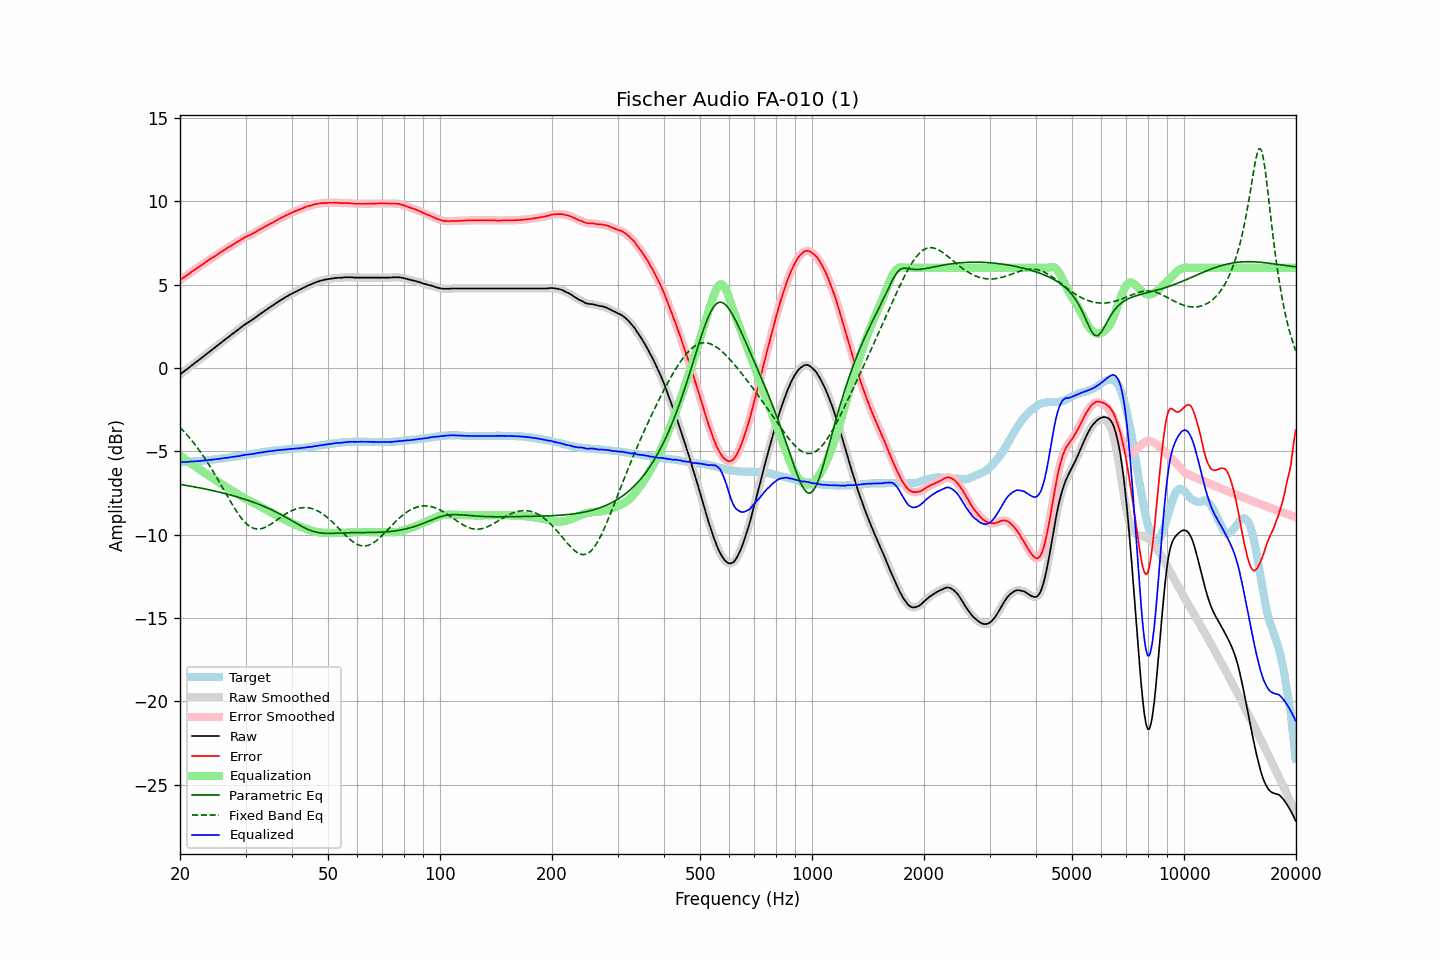 Fischer Audio FA-010 (1)
15
10
5
0
−5
−10
−15
−20
−25
Amplitude (dBr)
Target
Raw Smoothed
Error Smoothed
Raw
Error
Equalization
Parametric Eq
Fixed Band Eq
Equalized
20
50
100
200
500
1000
2000
5000
10000
20000
Frequency (Hz)